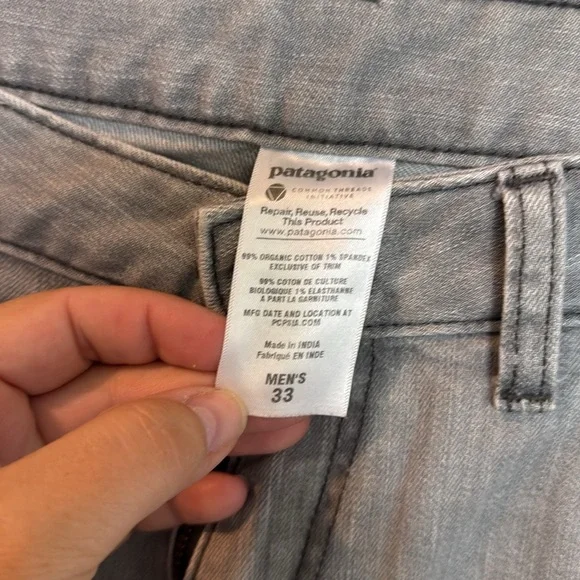 patagonia
COMMON THREADS
INITIATIVE
Repair, Reuse, Recycle
This Product
www.patagonia.com
99% ORGANIC COTTON 1% SPANDEX
EXCLUSIVE OF TRIM
99% COTON DE CULTURE
BIOLOGIQUE 1% ELASTHANNE
A PART LA GARNITURE
MFG DATE AND LOCATION AT
PCPSIA.COM
Made in INDIA
Fabriqué EN INDE
MEN'S
33